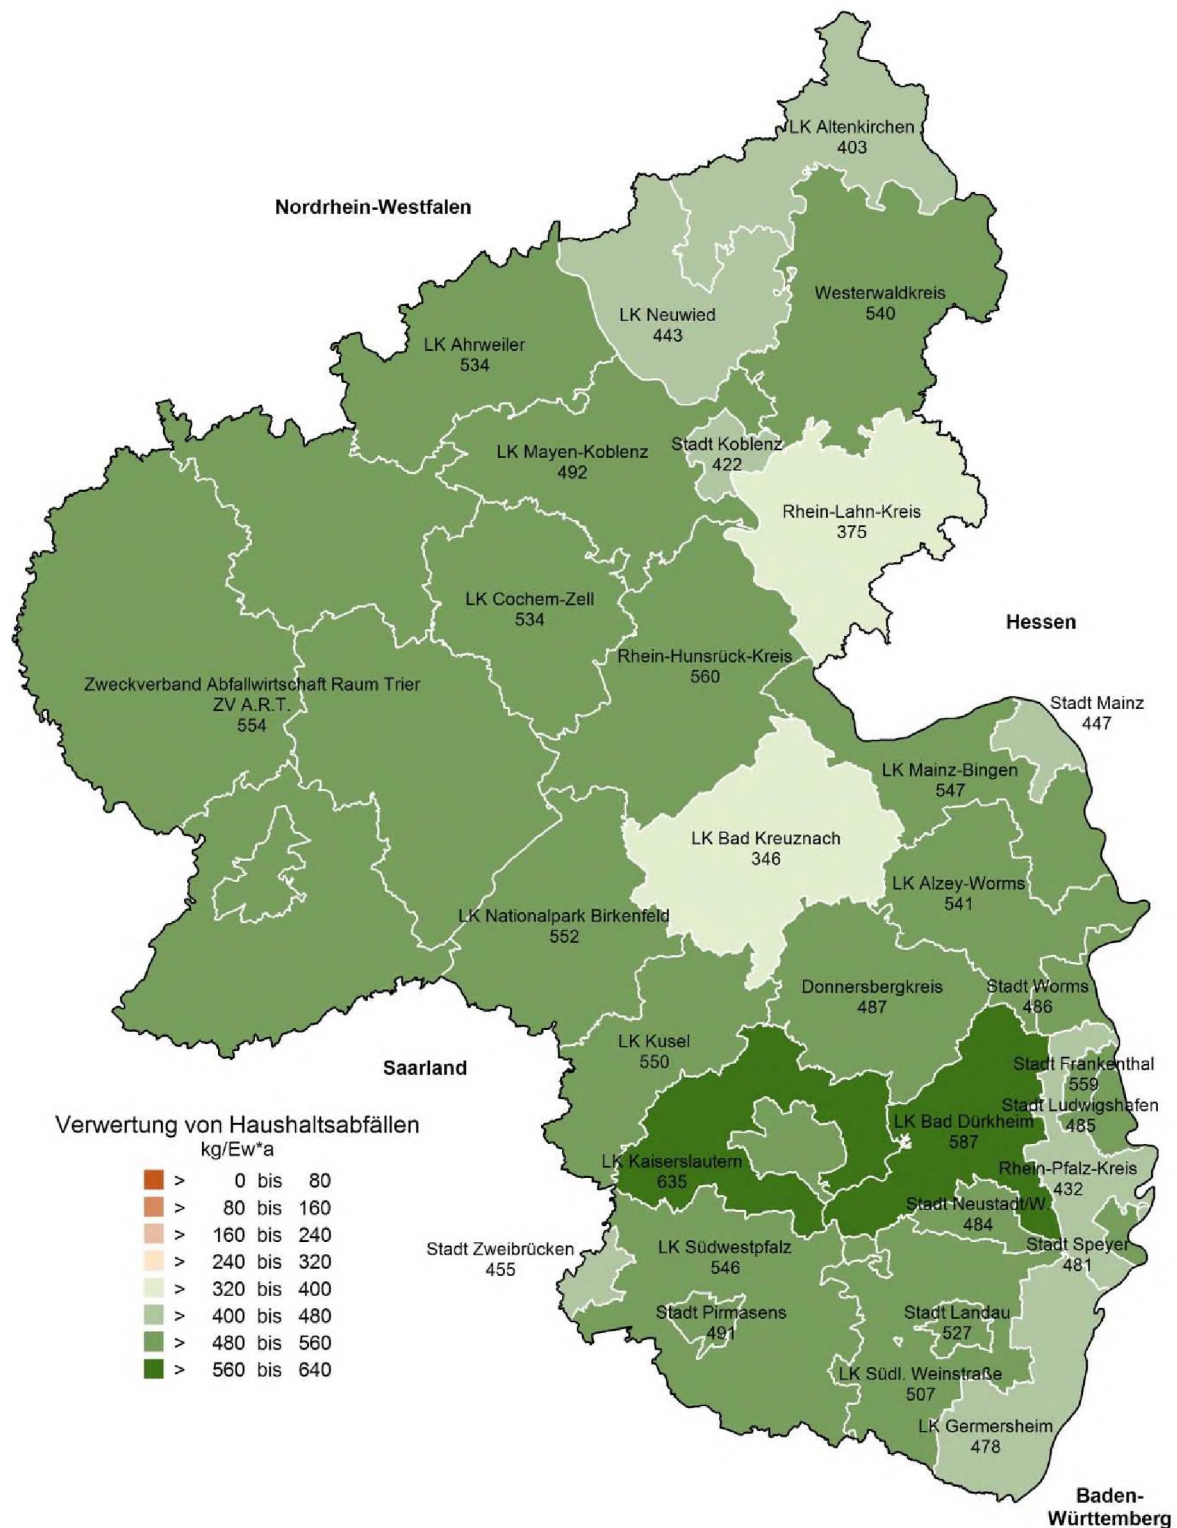 LK Altenkirchen
403
Nordrhein-Westfalen
Westerwaldkreis
540
LK Neuwied
443
LK Ahrweiler
534
Stadt Koblenz
422
LK Mayen-Koblenz
492
Rhein-Lahn-Kreis
375
LK Cochem-Zell
534
Hessen
Rhein-Hunsrück-Kreis
560
Zweckverband Abfallwirtschaft Raum Trier
ZV A.R.T.
554
Stadt Mainz
447
LK Mainz-Bingen
547
LK Bad Kreuznach
346
LK Alzey-Worms
541
LK Nationalpark Birkenfeld
552
Donnersbergkreis
487
Stadt Worms
486
LK Kusel
550
Saarland
Stadt Frankenthal
559
Stadt Ludwigshafen
485
LK Bad Dürkheim
587
LK Kaiserslautern
635
Rhein-Pfalz-Kreis
432
Stadt Neustadt/W.
484
Stadt Speyer
481
Stadt Zweibrücken
455
LK Südwestpfalz
546
Stadt Pirmasens
491
Stadt Landau
527
LK Südl. Weinstraße
507
LK Germersheim
478
Baden-
Württemberg
Verwertung von Haushaltsabfällen
kg/Ew*a
> 0 bis 80
> 80 bis 160
> 160 bis 240
> 240 bis 320
> 320 bis 400
> 400 bis 480
> 480 bis 560
> 560 bis 640